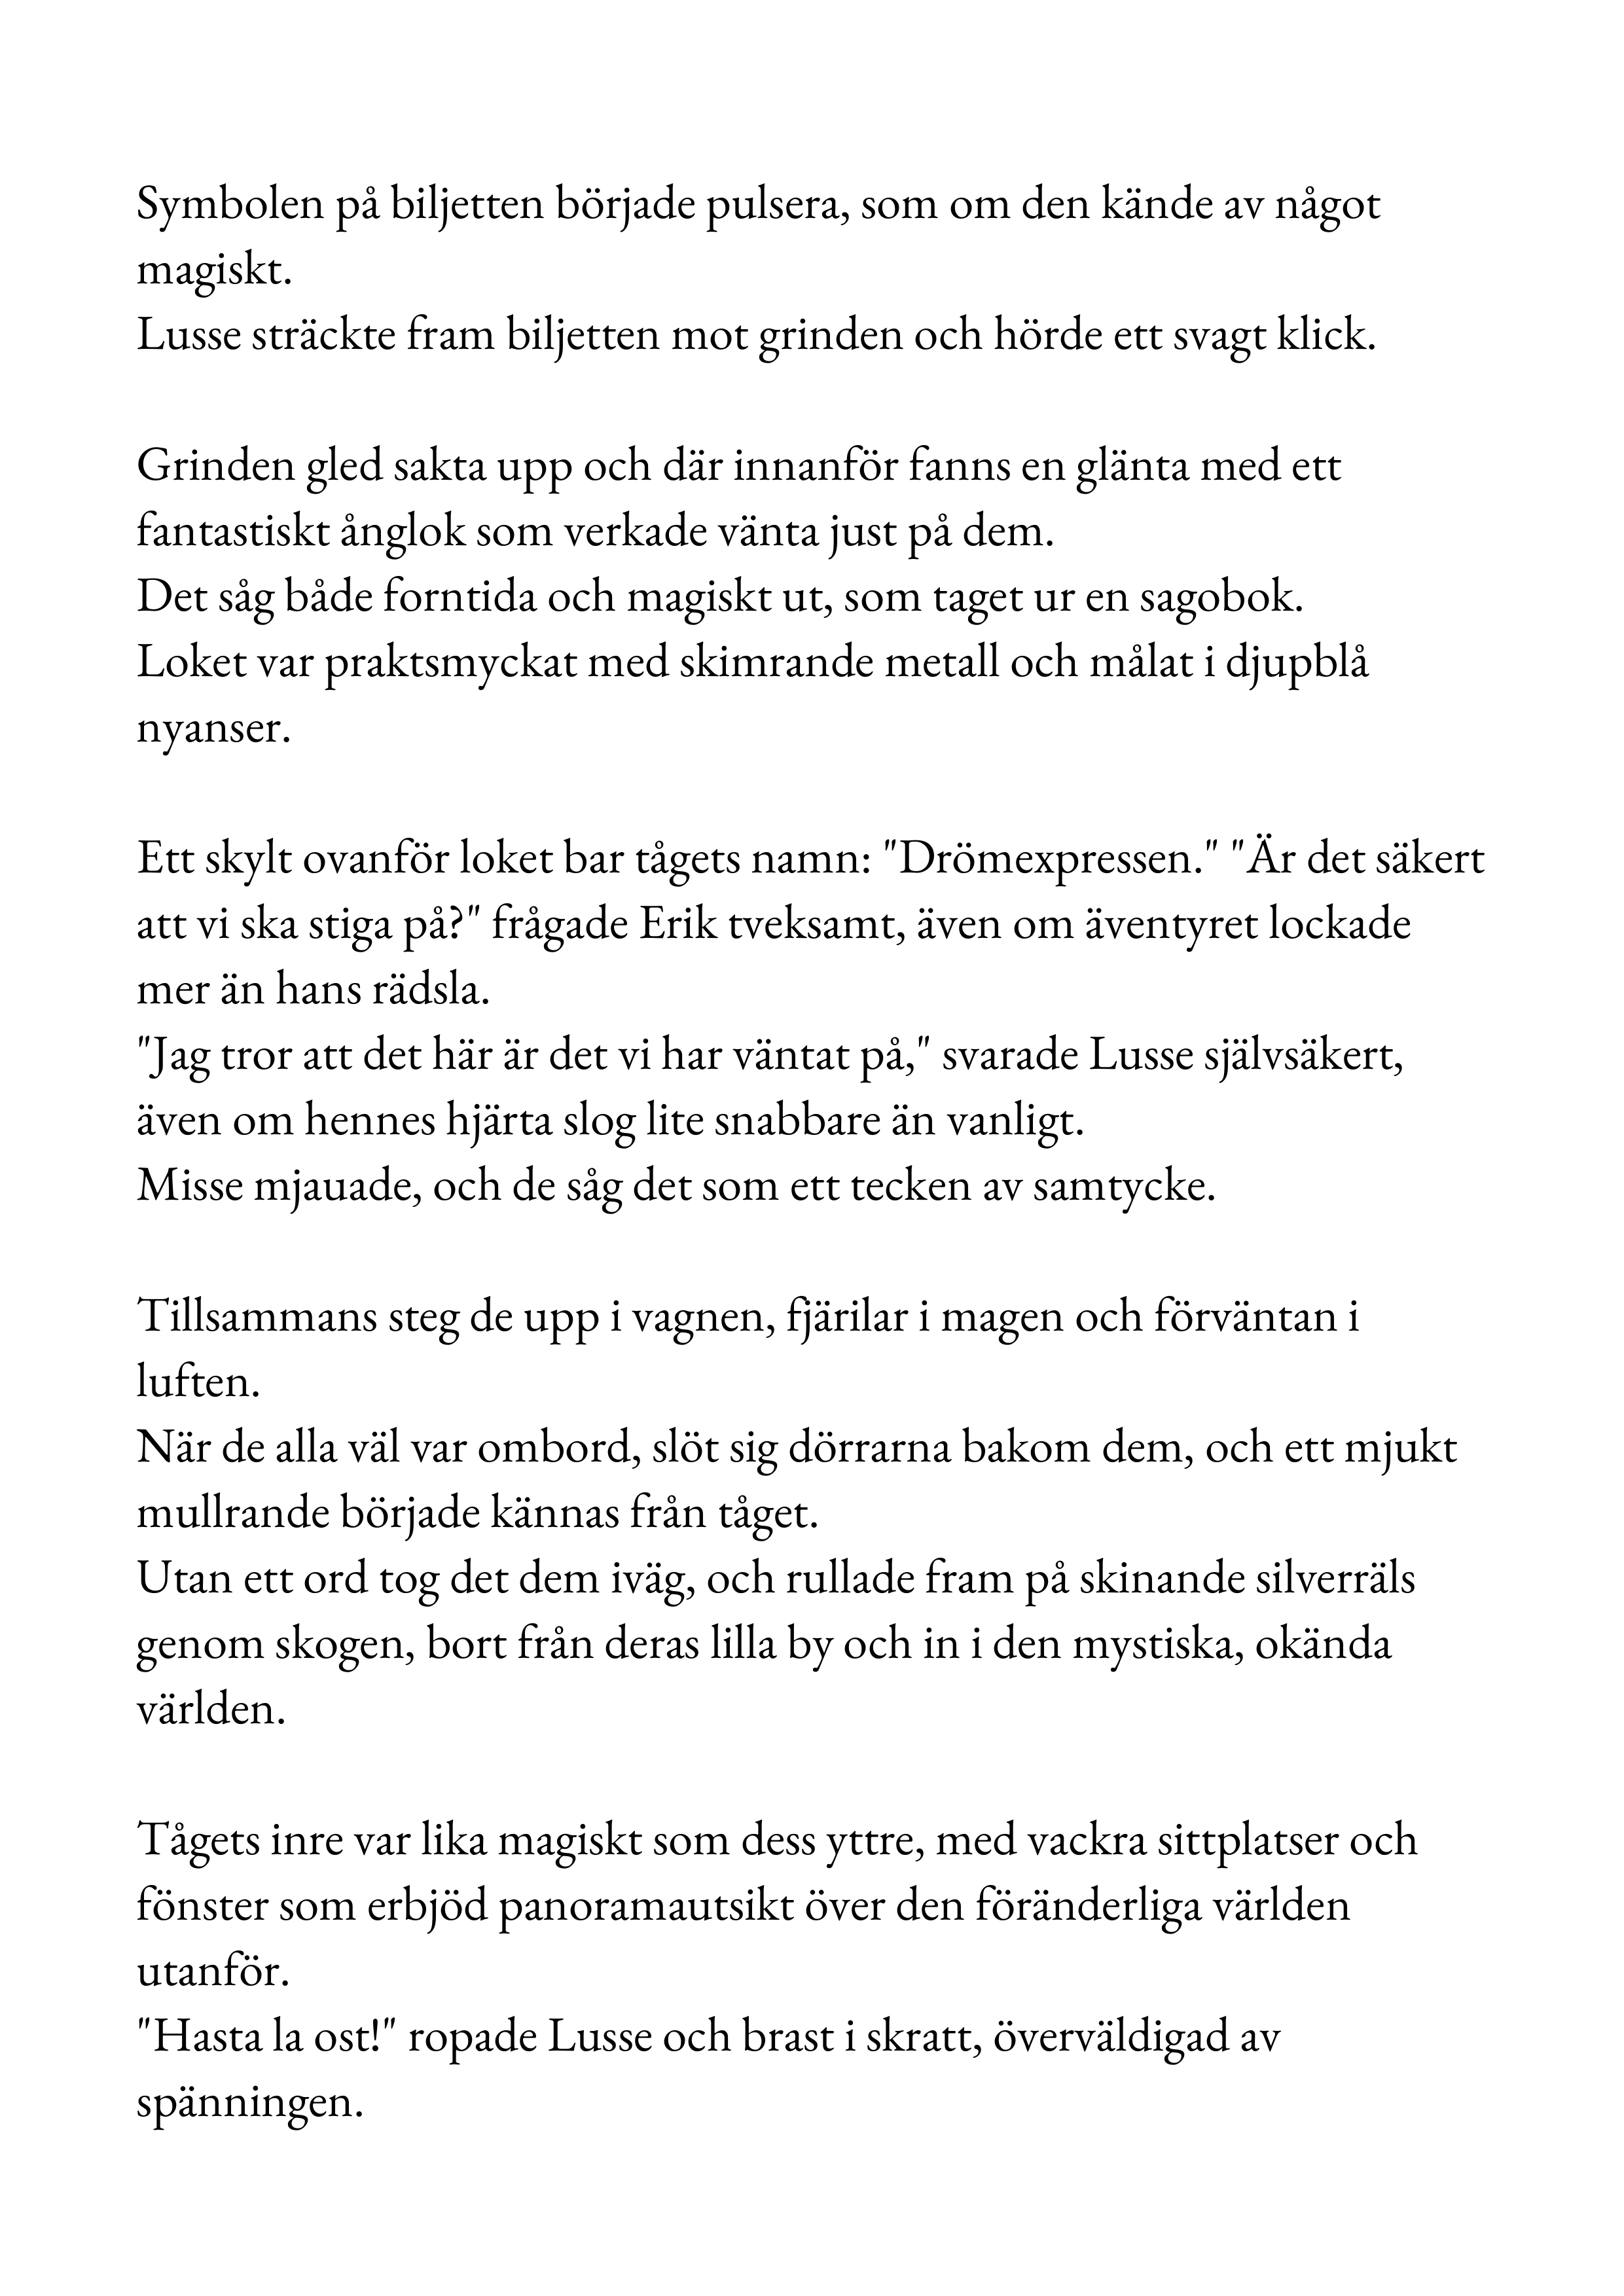 Symbolen på biljetten började pulsera, som om den kände av något
magiskt.
Lusse sträckte fram biljetten mot grinden och hörde ett svagt klick.
Grinden gled sakta upp och där innanför fanns en glänta med ett
fantastiskt ånglok som verkade vänta just på dem.
Det såg både forntida och magiskt ut, som taget ur en sagobok.
Loket var praktsmyckat med skimrande metall och målat i djupblå
nyanser.
Ett skylt ovanför loket bar tågets namn: "Drömexpressen." "Är det säkert
att vi ska stiga på?" frågade Erik tveksamt, även om äventyret lockade
mer än hans rädsla.
"Jag tror att det här är det vi har väntat på," svarade Lusse självsäkert,
även om hennes hjärta slog lite snabbare än vanligt.
Misse mjauade, och de såg det som ett tecken av samtycke.
Tillsammans steg de upp i vagnen, fjärilar i magen och förväntan i
luften.
När de alla väl var ombord, slöt sig dörrarna bakom dem, och ett mjukt
mullrande började kännas från tåget.
Utan ett ord tog det dem iväg, och rullade fram på skinande silverräls
genom skogen, bort från deras lilla by och in i den mystiska, okända
världen.
Tågets inre var lika magiskt som dess yttre, med vackra sittplatser och
fönster som erbjöd panoramautsikt över den föränderliga världen
utanför.
"Hasta la ost!" ropade Lusse och brast i skratt, överväldigad av
spänningen.